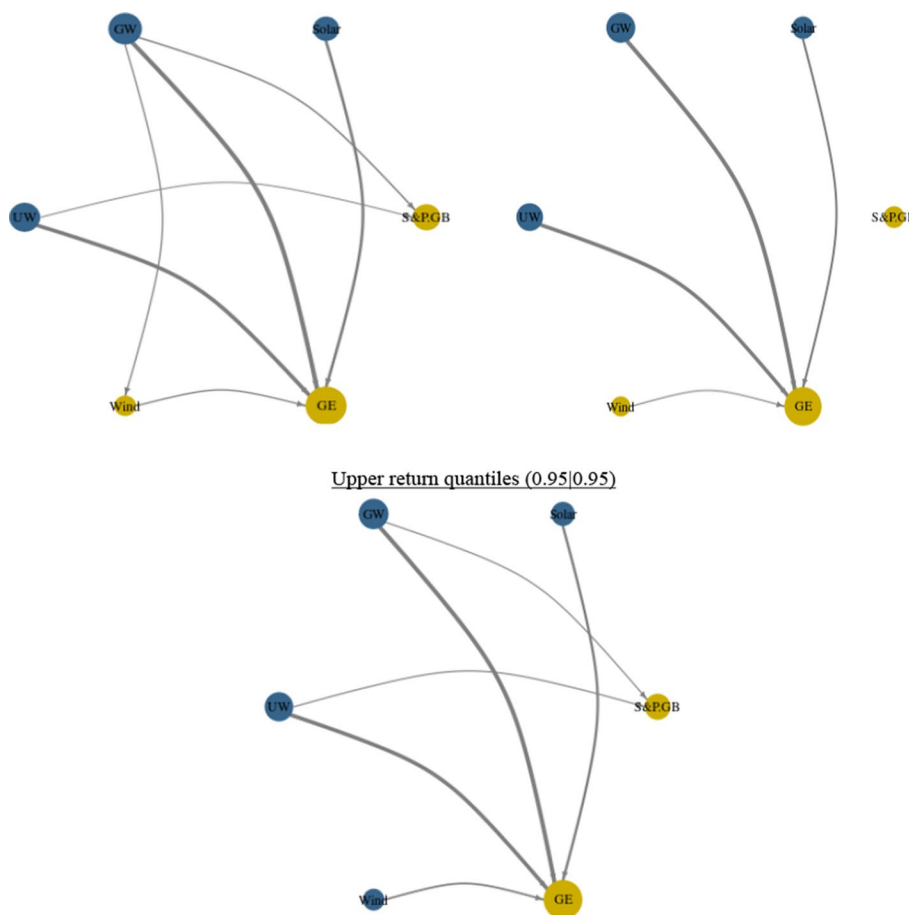 GW Solar GW Solar
UW S&P.GB UW S&P.G
Wind GE Wind GE
Upper return quantiles (0.95|0.95)
GW Solar
UW S&P.GB
Wind GE